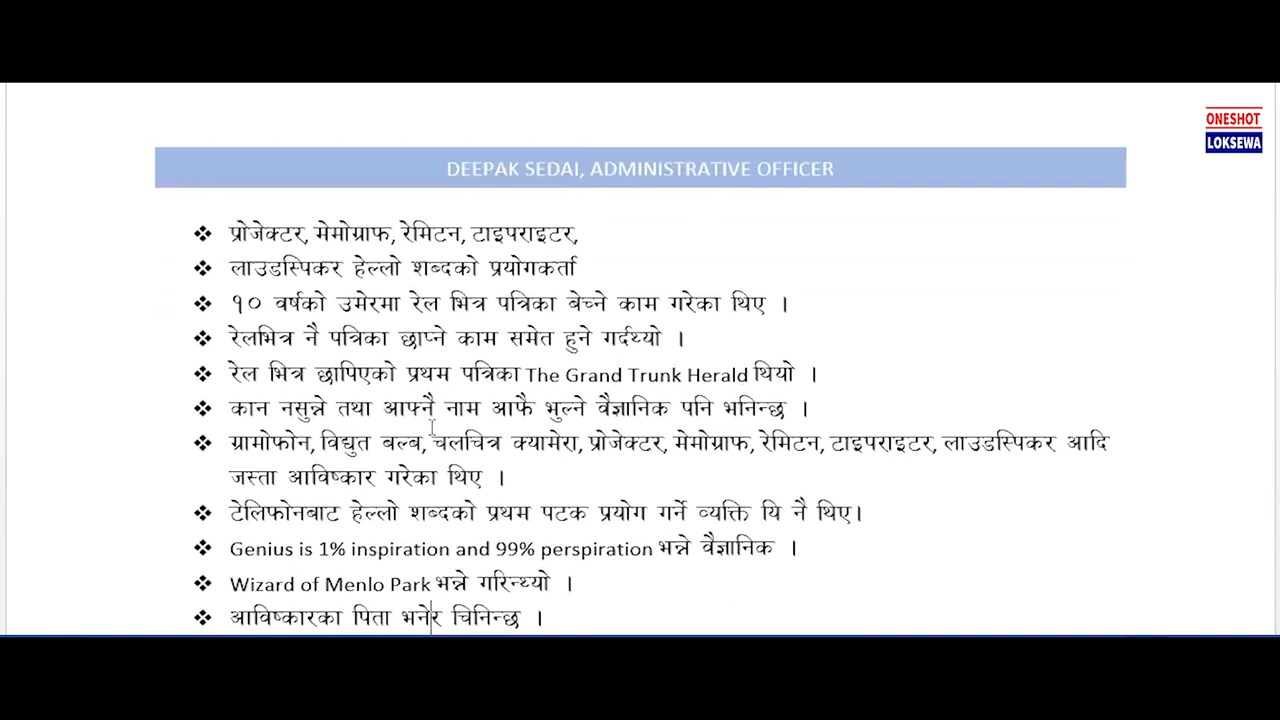 ONESHOT
LOKSEWA
DEEPAK SEDAI, ADMINISTRATIVE OFFICER
❖ प्रोजेक्टर, मेमोग्राफ, रेमिटन, टाइपराइटर,
❖ लाउडस्पिकर हेल्लो शब्दको प्रयोगकर्ता
❖ १० वर्षको उमेरमा रेल भित्र पत्रिका बेच्ने काम गरेका थिए ।
❖ रेलभित्र नै पत्रिका छाप्ने काम समेत हुने गर्दथ्यो ।
❖ रेल भित्र छापिएको प्रथम पत्रिका The Grand Trunk Herald थियो ।
❖ कान नसुन्ने तथा आफ्नै नाम आफै भुल्ने वैज्ञानिक पनि भनिन्छ ।
❖ ग्रामोफोन, विद्युत बल्ब, चलचित्र क्यामेरा, प्रोजेक्टर, मेमोग्राफ, रेमिटन, टाइपराइटर, लाउडस्पिकर आदि
जस्ता आविष्कार गरेका थिए ।
❖ टेलिफोनबाट हेल्लो शब्दको प्रथम पटक प्रयोग गर्ने व्यक्ति यि नै थिए।
❖ Genius is 1% inspiration and 99% perspiration भन्ने वैज्ञानिक ।
❖ Wizard of Menlo Park भन्ने गरिन्थ्यो ।
❖ आविष्कारका पिता भनेर चिनिन्छ ।